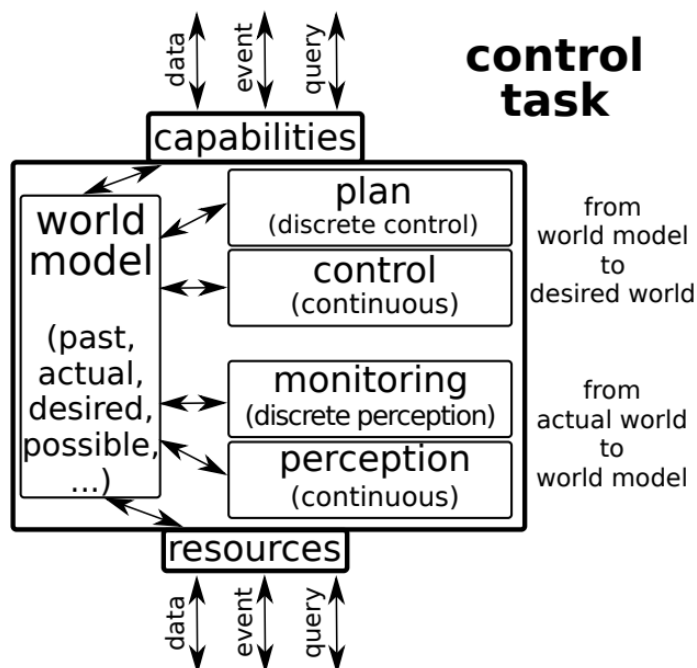 data
event
query
control
task
capabilities
world
model
(past,
actual,
desired,
possible,
...)
plan
(discrete control)
control
(continuous)
from
world model
to
desired world
monitoring
(discrete perception)
perception
(continuous)
from
actual world
to
world model
resources
data
event
query